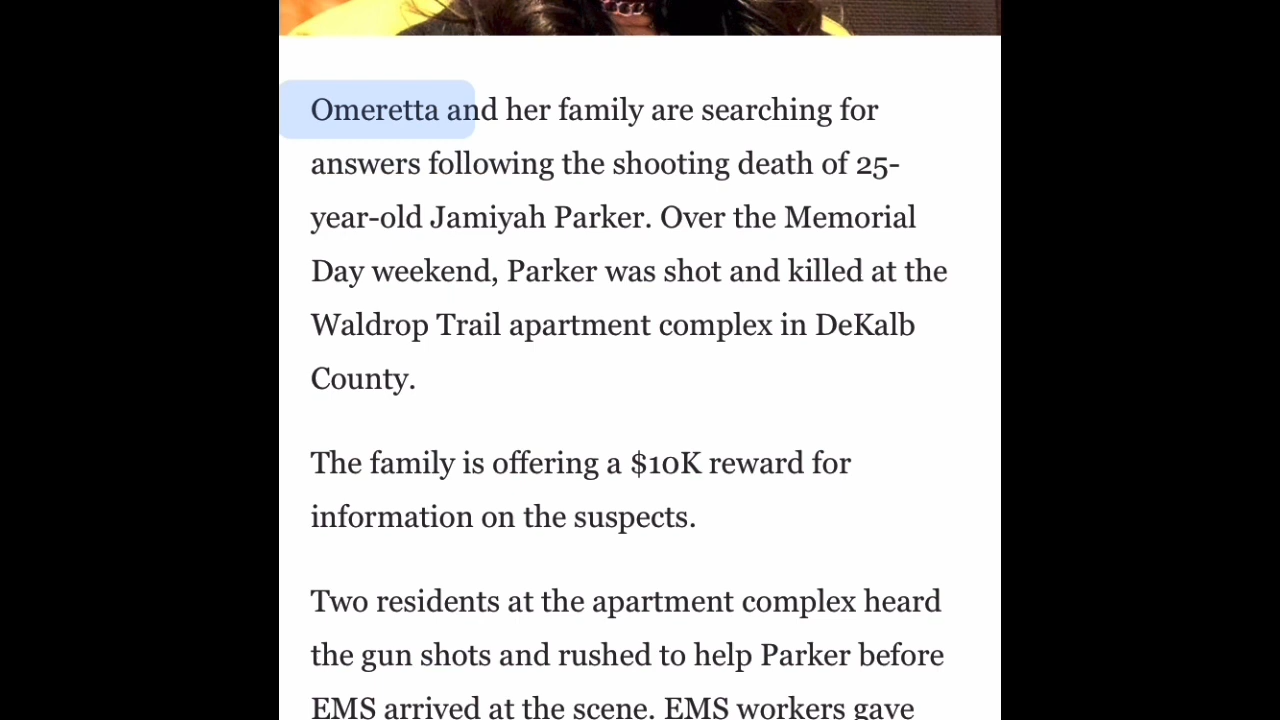 Omeretta and her family are searching for
answers following the shooting death of 25-
year-old Jamiyah Parker. Over the Memorial
Day weekend, Parker was shot and killed at the
Waldrop Trail apartment complex in DeKalb
County.
The family is offering a $10K reward for
information on the suspects.
Two residents at the apartment complex heard
the gun shots and rushed to help Parker before
EMS arrived at the scene. EMS workers gave